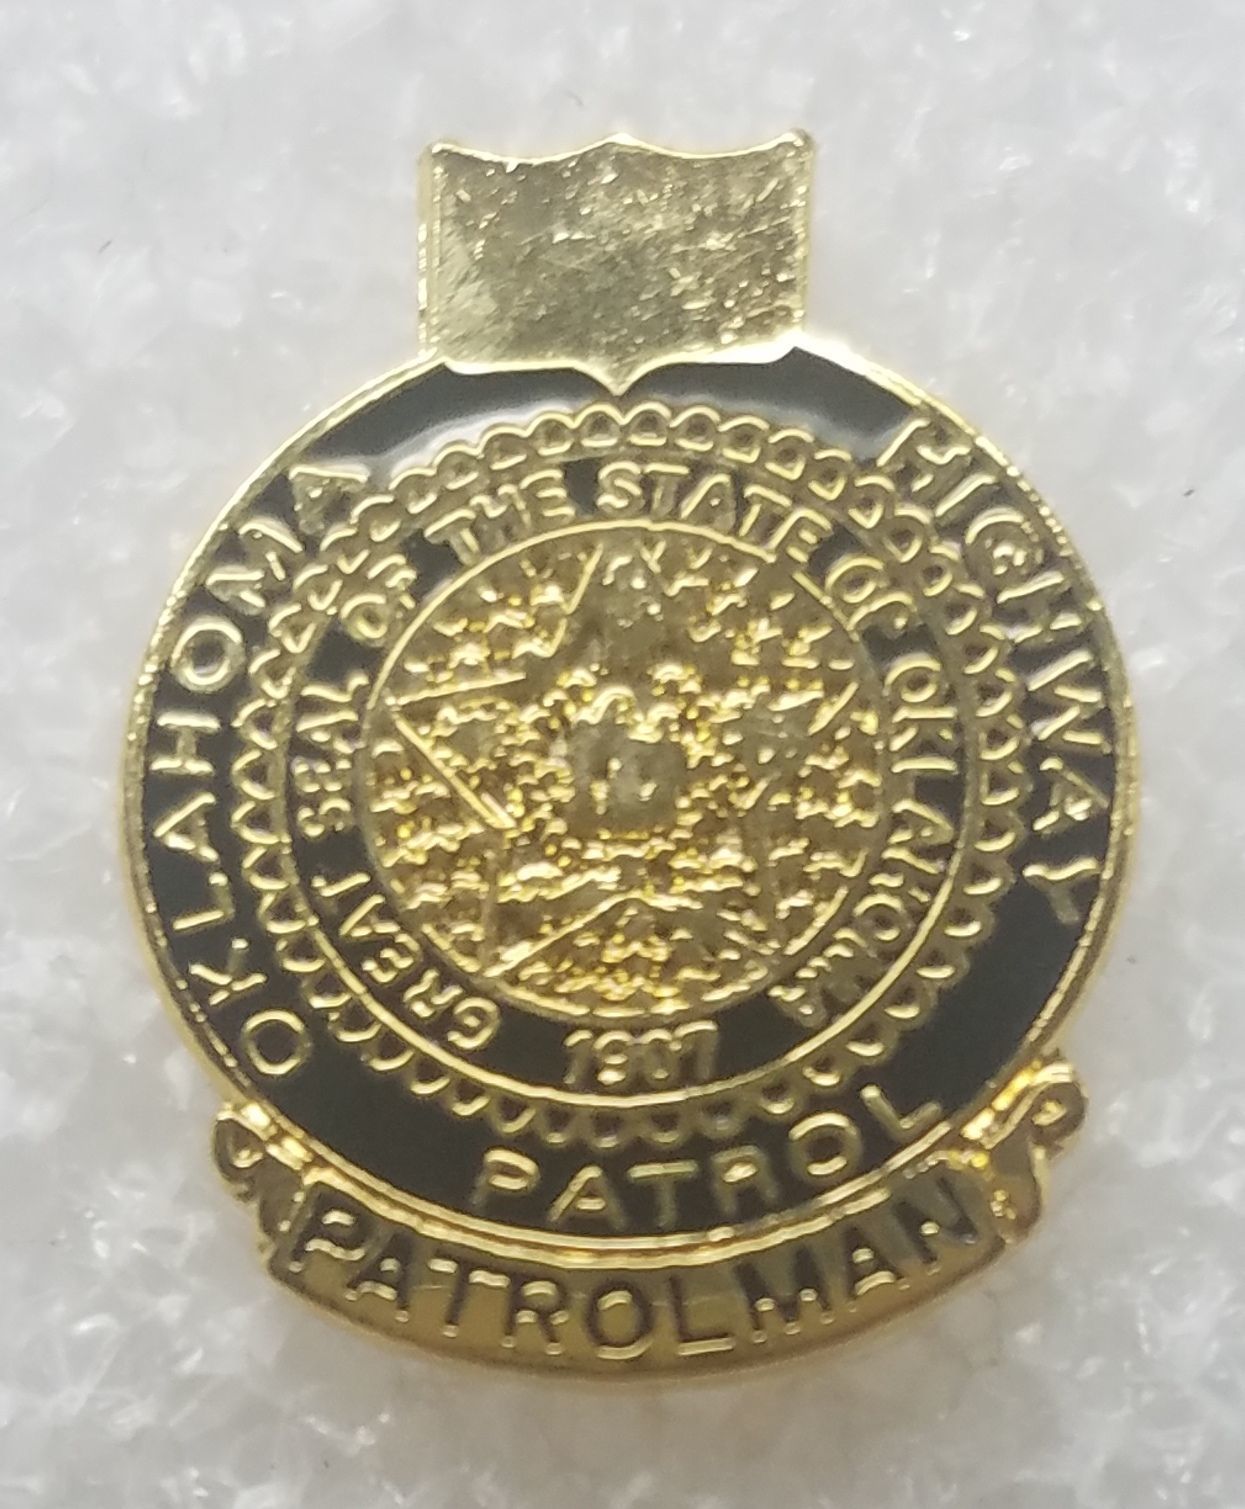 OKLAHOMA HIGHWAY
PATROL
GREAT SEAL OF THE STATE OF OKLAHOMA
1907
PATROLMAN